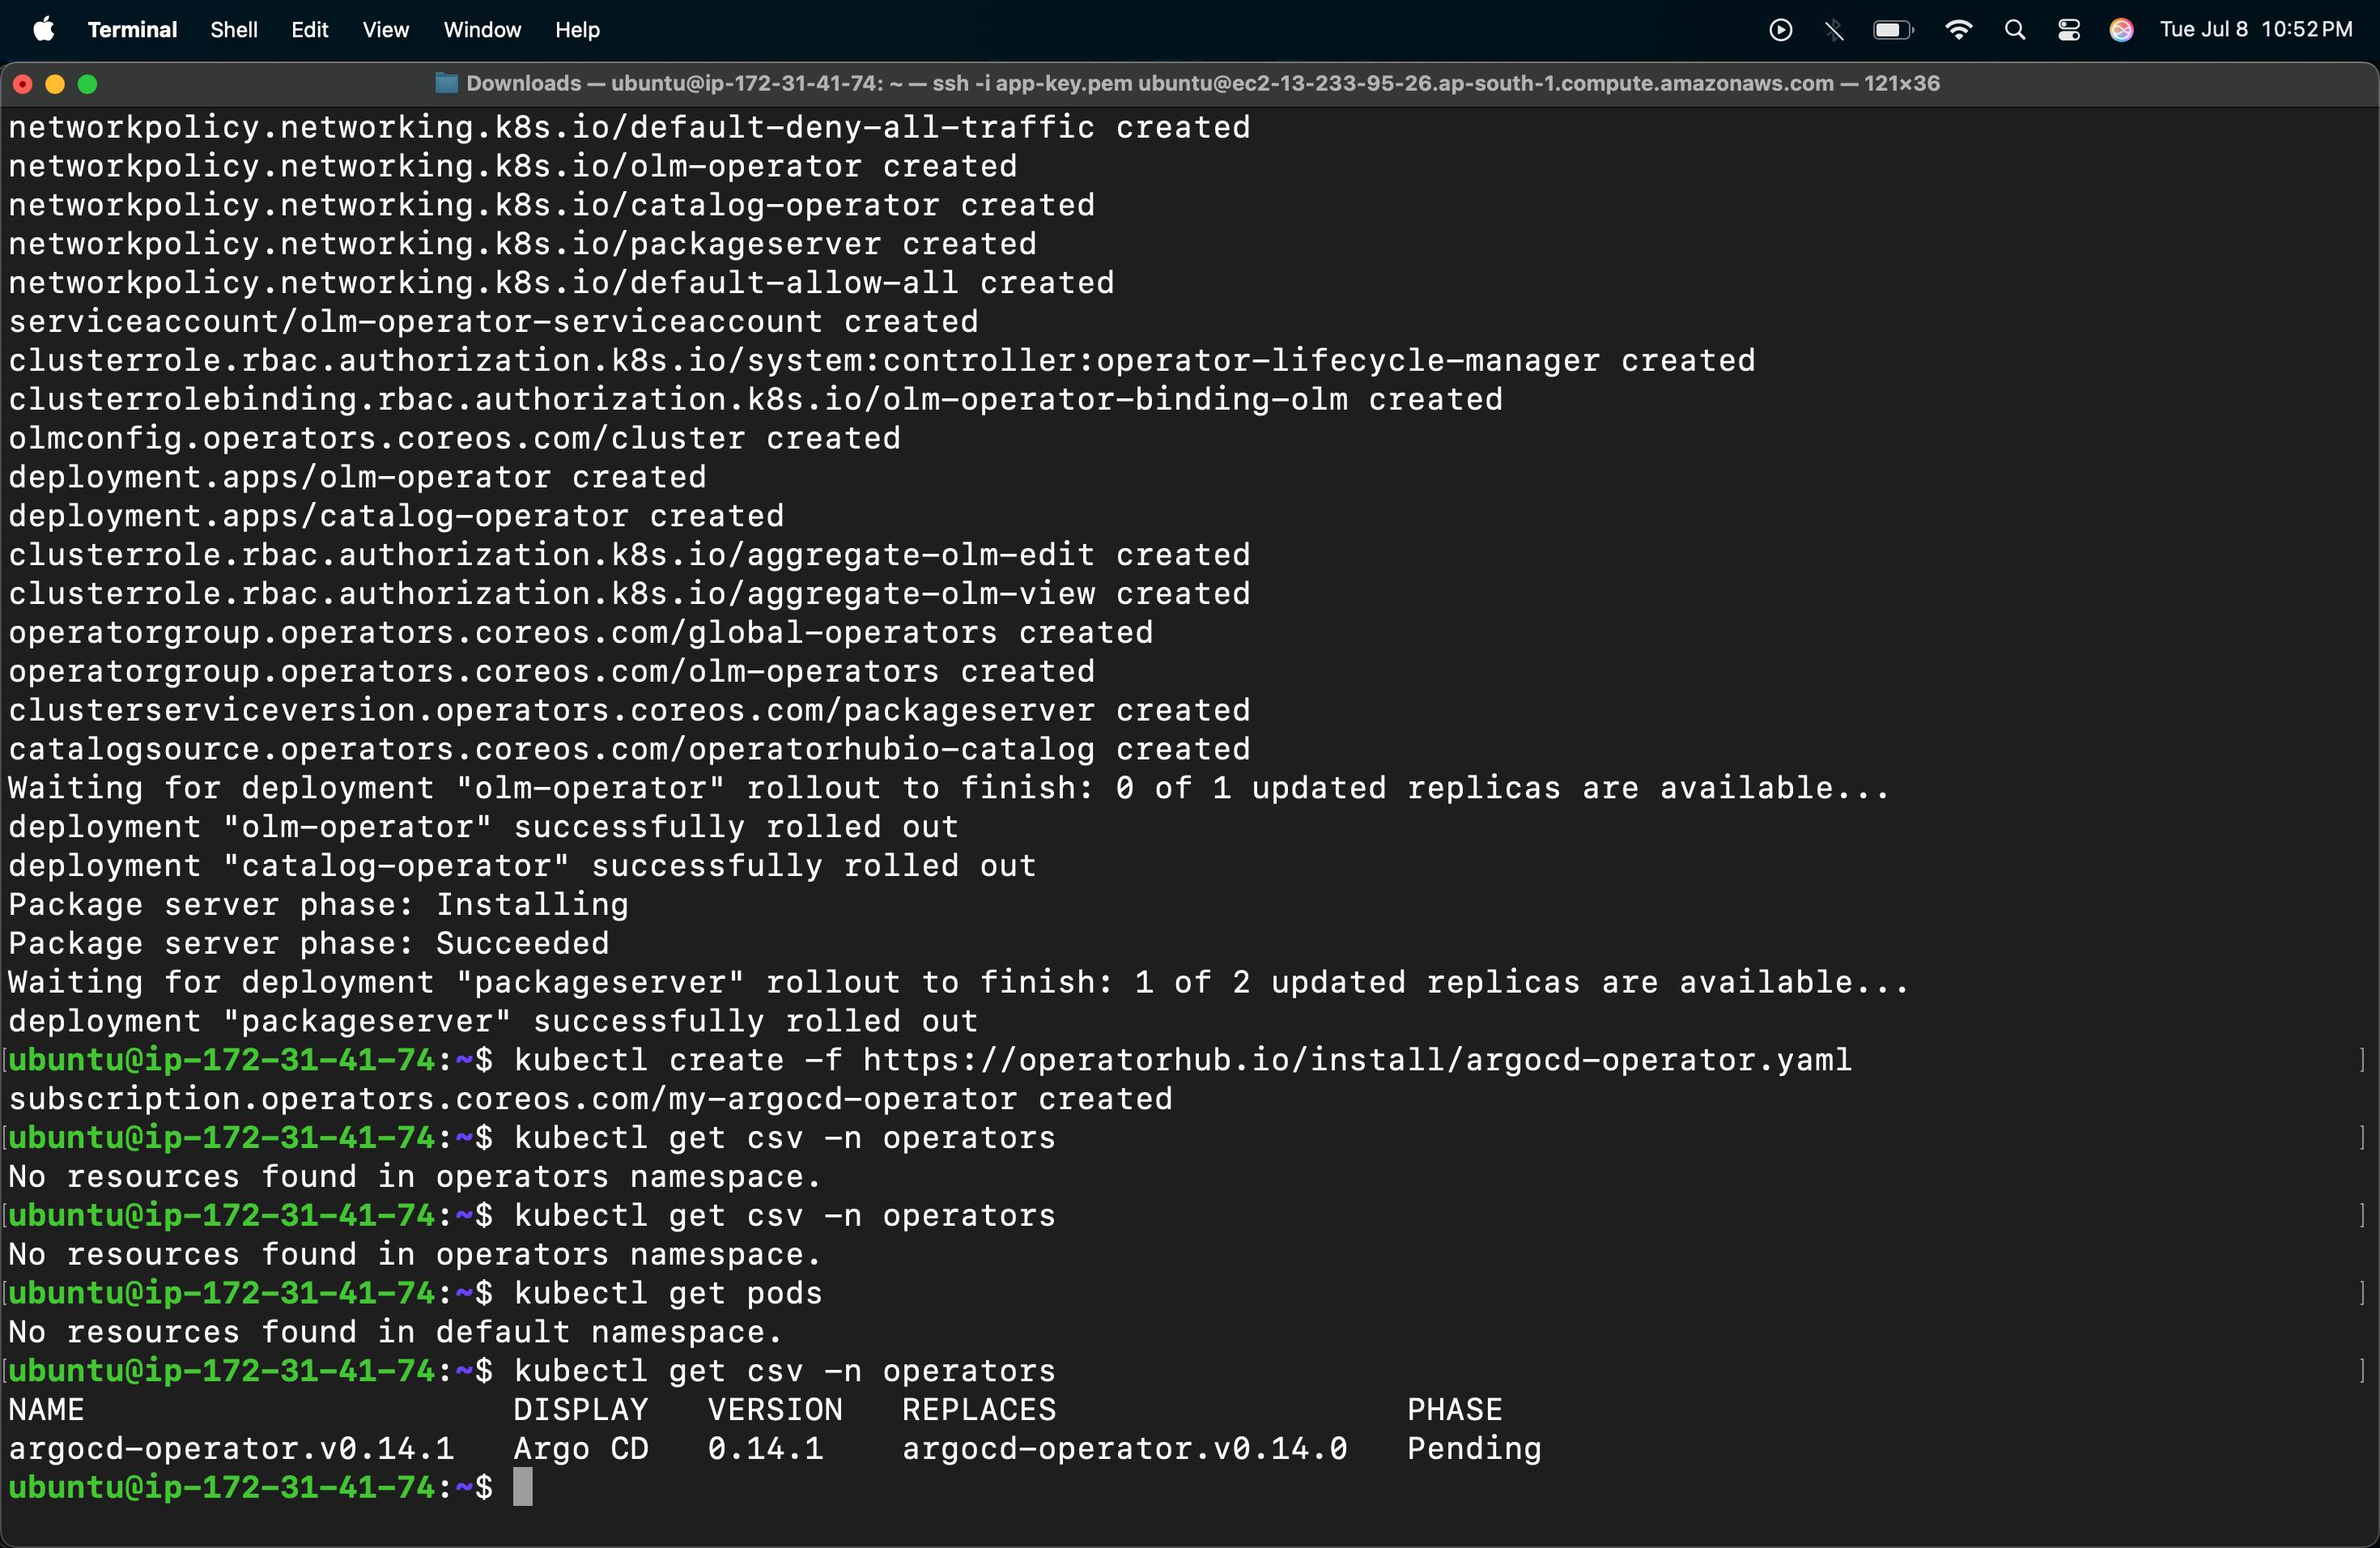 Terminal Shell Edit View Window Help Tue Jul 8 10:52 PM
Downloads — ubuntu@ip-172-31-41-74: ~ — ssh -i app-key.pem ubuntu@ec2-13-233-95-26.ap-south-1.compute.amazonaws.com — 121×36
networkpolicy.networking.k8s.io/default-deny-all-traffic created
networkpolicy.networking.k8s.io/olm-operator created
networkpolicy.networking.k8s.io/catalog-operator created
networkpolicy.networking.k8s.io/packageserver created
networkpolicy.networking.k8s.io/default-allow-all created
serviceaccount/olm-operator-serviceaccount created
clusterrole.rbac.authorization.k8s.io/system:controller:operator-lifecycle-manager created
clusterrolebinding.rbac.authorization.k8s.io/olm-operator-binding-olm created
olmconfig.operators.coreos.com/cluster created
deployment.apps/olm-operator created
deployment.apps/catalog-operator created
clusterrole.rbac.authorization.k8s.io/aggregate-olm-edit created
clusterrole.rbac.authorization.k8s.io/aggregate-olm-view created
operatorgroup.operators.coreos.com/global-operators created
operatorgroup.operators.coreos.com/olm-operators created
clusterserviceversion.operators.coreos.com/packageserver created
catalogsource.operators.coreos.com/operatorhubio-catalog created
Waiting for deployment "olm-operator" rollout to finish: 0 of 1 updated replicas are available...
deployment "olm-operator" successfully rolled out
deployment "catalog-operator" successfully rolled out
Package server phase: Installing
Package server phase: Succeeded
Waiting for deployment "packageserver" rollout to finish: 1 of 2 updated replicas are available...
deployment "packageserver" successfully rolled out
[ubuntu@ip-172-31-41-74:~$ kubectl create -f https://operatorhub.io/install/argocd-operator.yaml ]
subscription.operators.coreos.com/my-argocd-operator created
[ubuntu@ip-172-31-41-74:~$ kubectl get csv -n operators ]
No resources found in operators namespace.
[ubuntu@ip-172-31-41-74:~$ kubectl get csv -n operators ]
No resources found in operators namespace.
[ubuntu@ip-172-31-41-74:~$ kubectl get pods ]
No resources found in default namespace.
[ubuntu@ip-172-31-41-74:~$ kubectl get csv -n operators ]
NAME DISPLAY VERSION REPLACES PHASE
argocd-operator.v0.14.1 Argo CD 0.14.1 argocd-operator.v0.14.0 Pending
ubuntu@ip-172-31-41-74:~$